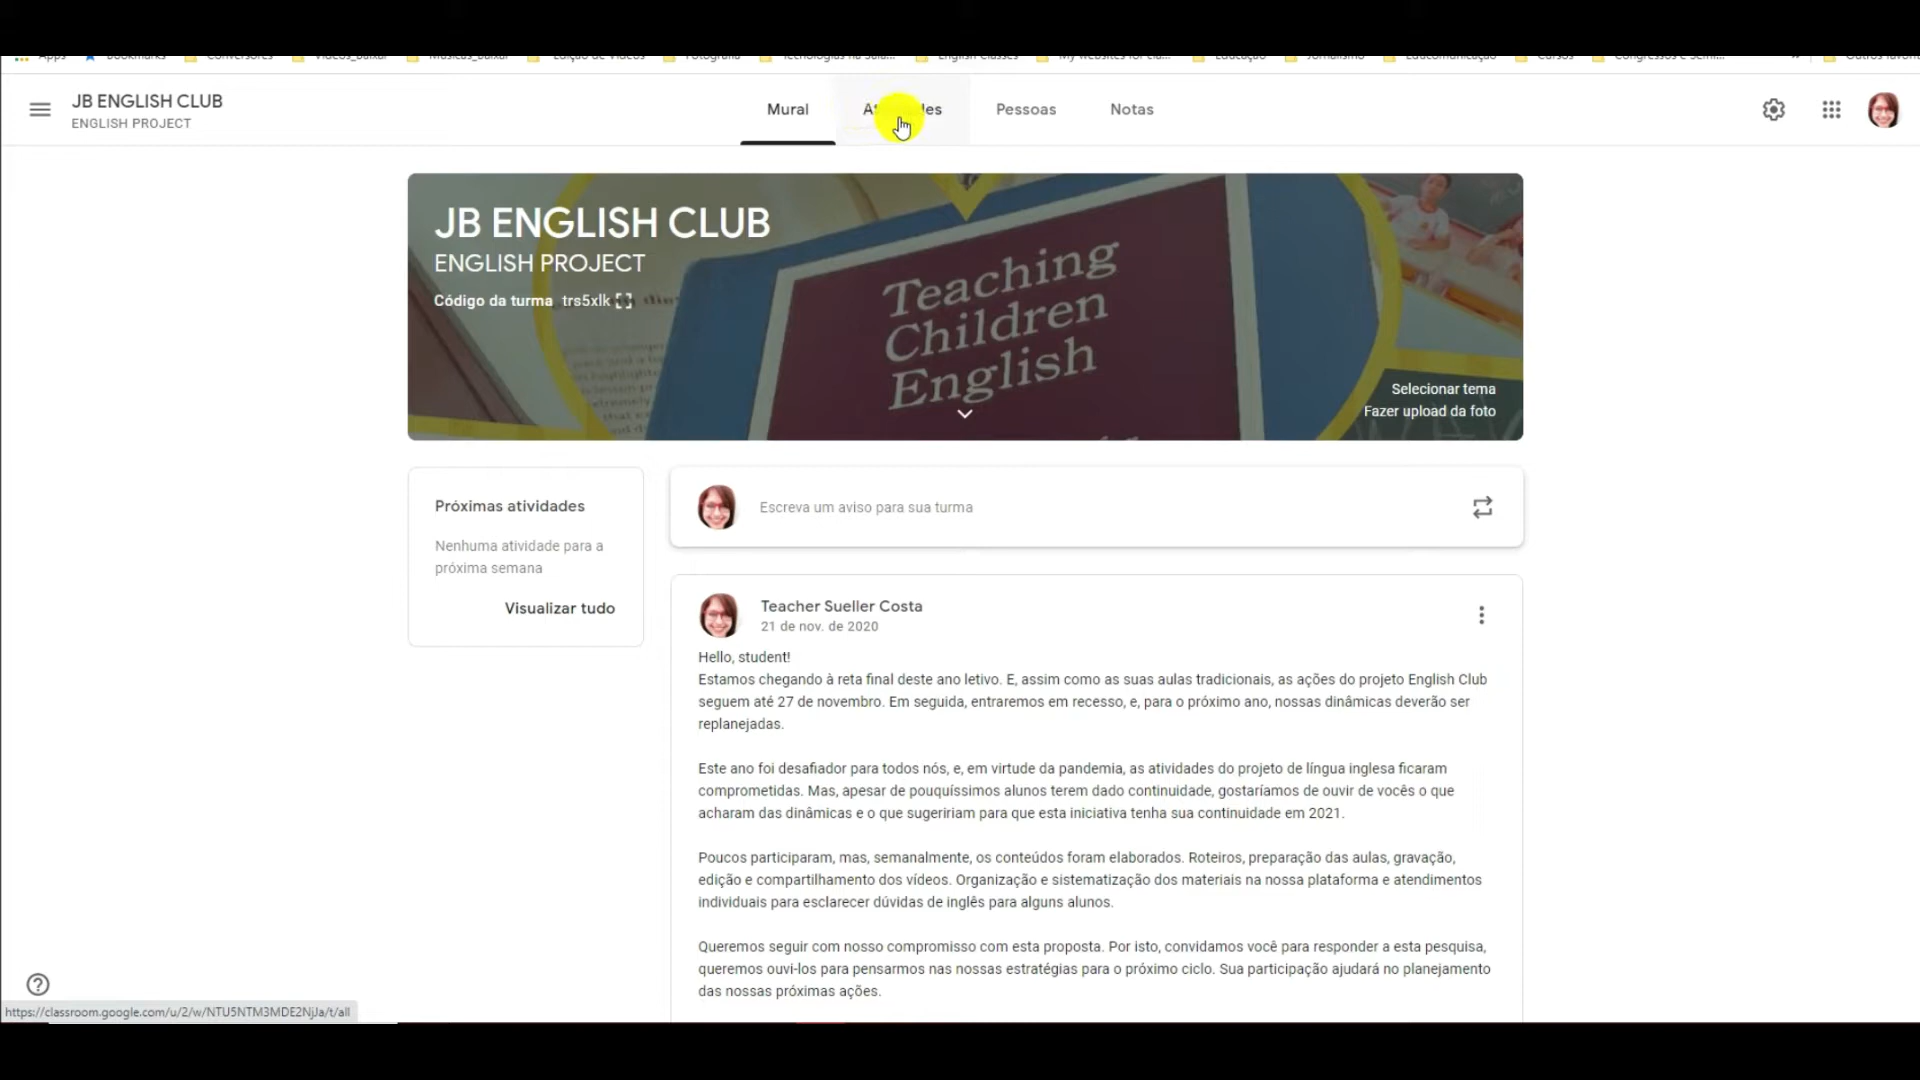 JB ENGLISH CLUB
ENGLISH PROJECT
Mural
Pessoas
Notas
JB ENGLISH CLUB
ENGLISH PROJECT
Código da turma trs5xlk
Teaching
Children
English
Selecionar tema
Fazer upload da foto
Próximas atividades
Nenhuma atividade para a
próxima semana
Visualizar tudo
Escreva um aviso para sua turma
Teacher Sueller Costa
21 de nov. de 2020
Hello, student!
Estamos chegando à reta final deste ano letivo. E, assim como as suas aulas tradicionais, as ações do projeto English Club
seguem até 27 de novembro. Em seguida, entraremos em recesso, e, para o próximo ano, nossas dinâmicas deverão ser
replanejadas.
Este ano foi desafiador para todos nós, e, em virtude da pandemia, as atividades do projeto de língua inglesa ficaram
comprometidas. Mas, apesar de pouquíssimos alunos terem dado continuidade, gostaríamos de ouvir de vocês o que
acharam das dinâmicas e o que sugeririam para que esta iniciativa tenha sua continuidade em 2021.
Poucos participaram, mas, semanalmente, os conteúdos foram elaborados. Roteiros, preparação das aulas, gravação,
edição e compartilhamento dos vídeos. Organização e sistematização dos materiais na nossa plataforma e atendimentos
individuais para esclarecer dúvidas de inglês para alguns alunos.
Queremos seguir com nosso compromisso com esta proposta. Por isto, convidamos você para responder a esta pesquisa,
queremos ouvi-los para pensarmos nas nossas estratégias para o próximo ciclo. Sua participação ajudará no planejamento
das nossas próximas ações.